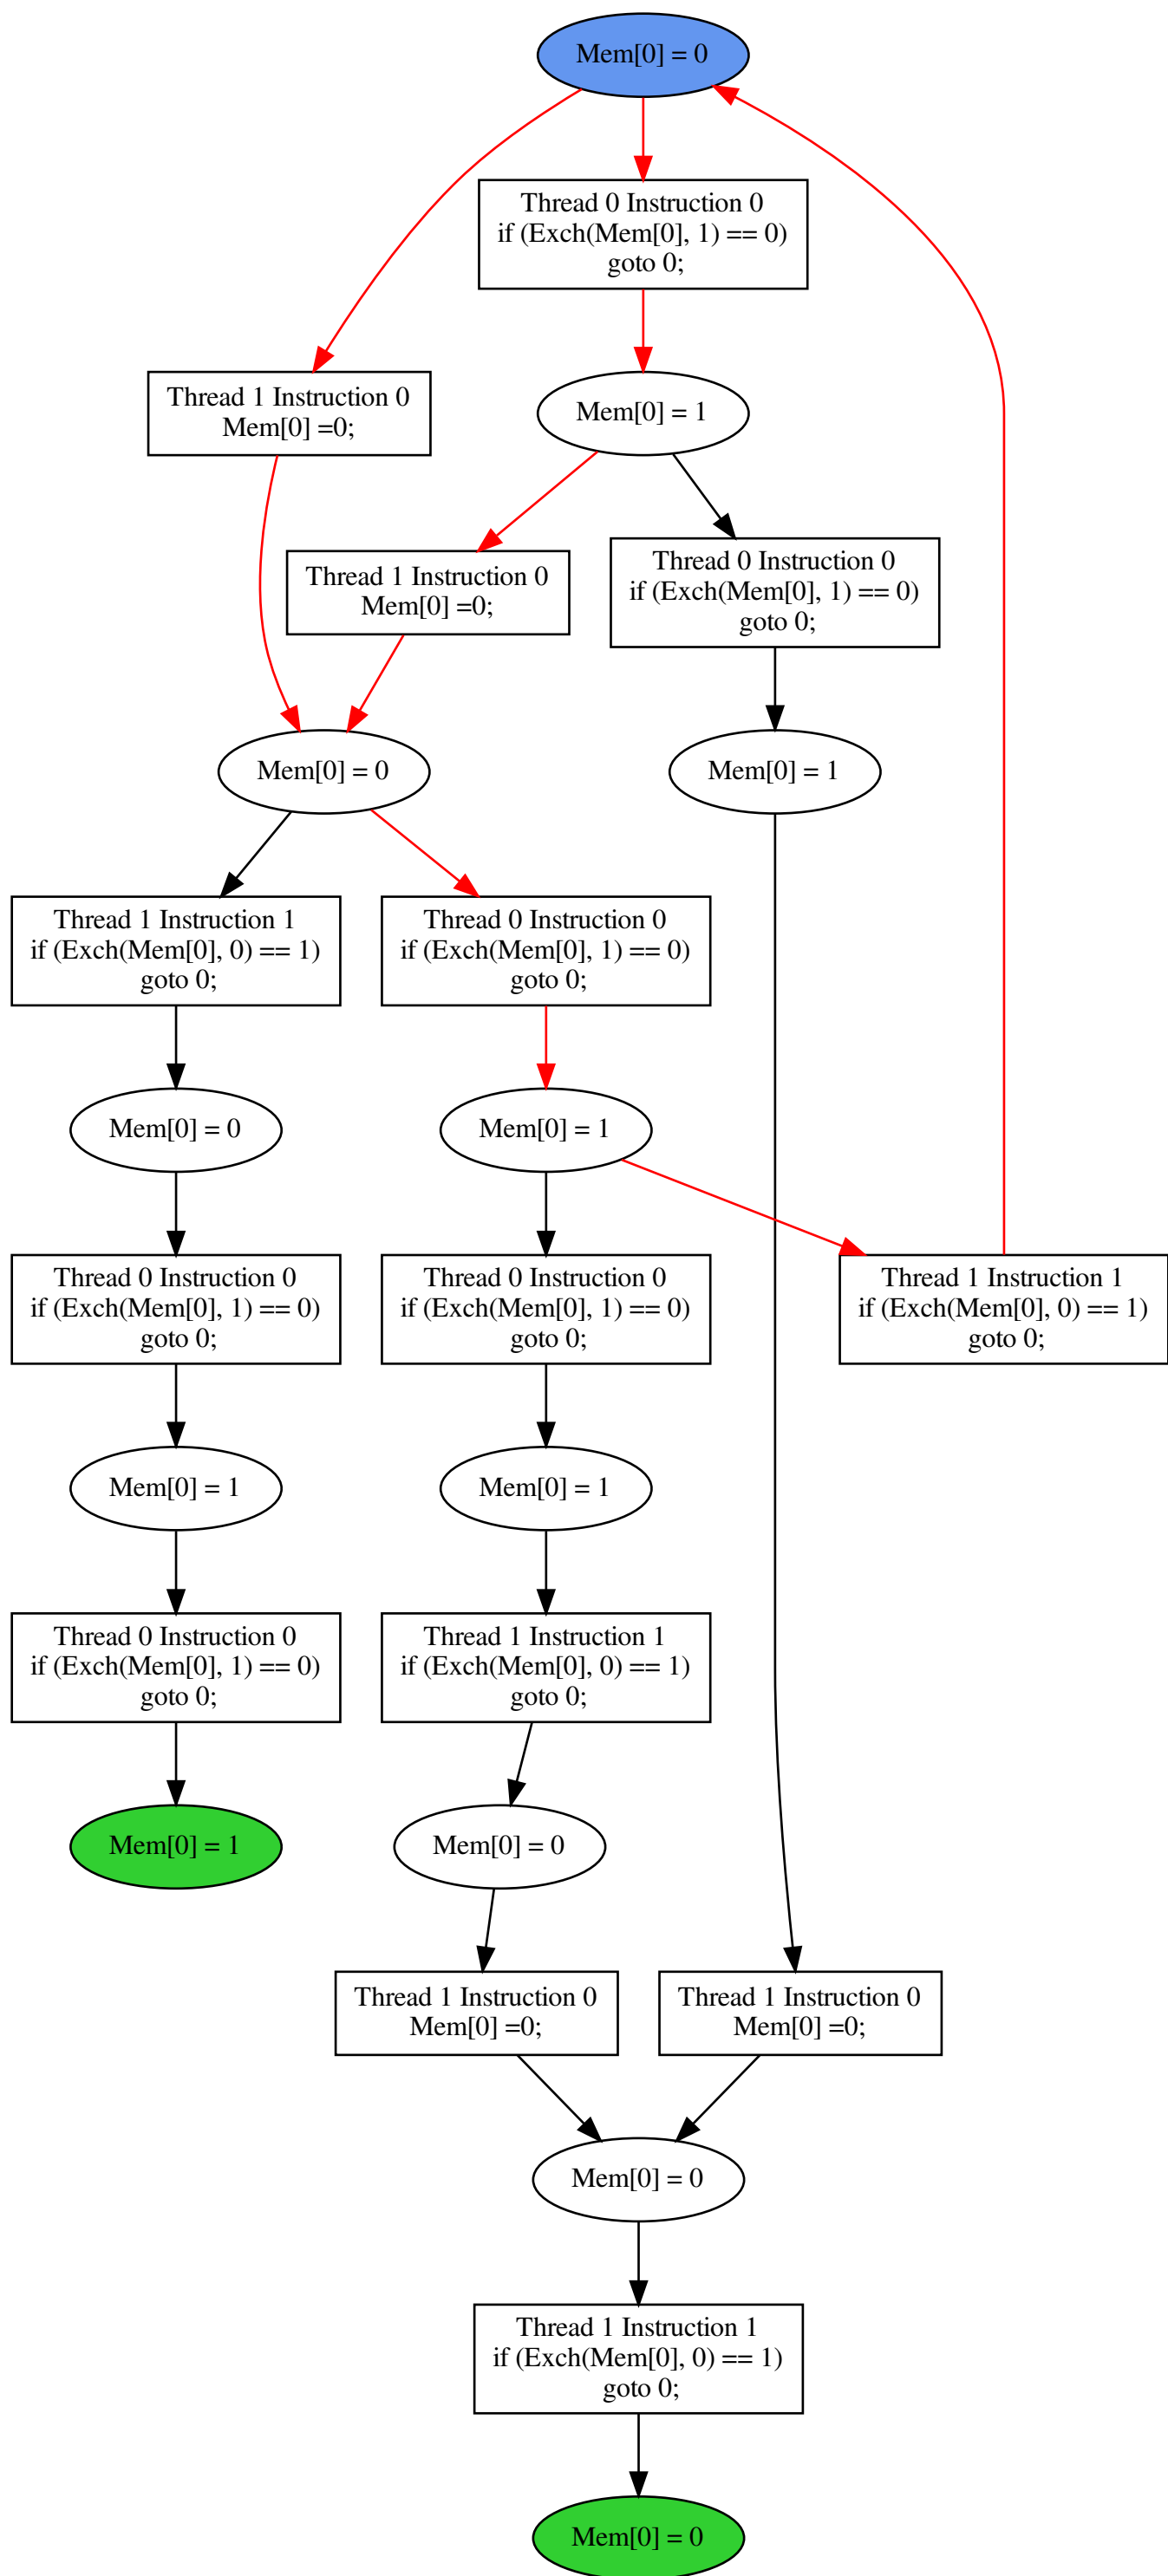 Mem[0] = 0
Thread 0 Instruction 0
if (Exch(Mem[0], 1) == 0)
goto 0;
Thread 1 Instruction 0
Mem[0] =0;
Mem[0] = 1
Thread 1 Instruction 0
Mem[0] =0;
Thread 0 Instruction 0
if (Exch(Mem[0], 1) == 0)
goto 0;
Mem[0] = 0
Mem[0] = 1
Thread 1 Instruction 1
if (Exch(Mem[0], 0) == 1)
goto 0;
Thread 0 Instruction 0
if (Exch(Mem[0], 1) == 0)
goto 0;
Mem[0] = 0
Mem[0] = 1
Thread 0 Instruction 0
if (Exch(Mem[0], 1) == 0)
goto 0;
Thread 0 Instruction 0
if (Exch(Mem[0], 1) == 0)
goto 0;
Thread 1 Instruction 1
if (Exch(Mem[0], 0) == 1)
goto 0;
Mem[0] = 1
Mem[0] = 1
Thread 0 Instruction 0
if (Exch(Mem[0], 1) == 0)
goto 0;
Thread 1 Instruction 1
if (Exch(Mem[0], 0) == 1)
goto 0;
Mem[0] = 1
Mem[0] = 0
Thread 1 Instruction 0
Mem[0] =0;
Thread 1 Instruction 0
Mem[0] =0;
Mem[0] = 0
Thread 1 Instruction 1
if (Exch(Mem[0], 0) == 1)
goto 0;
Mem[0] = 0